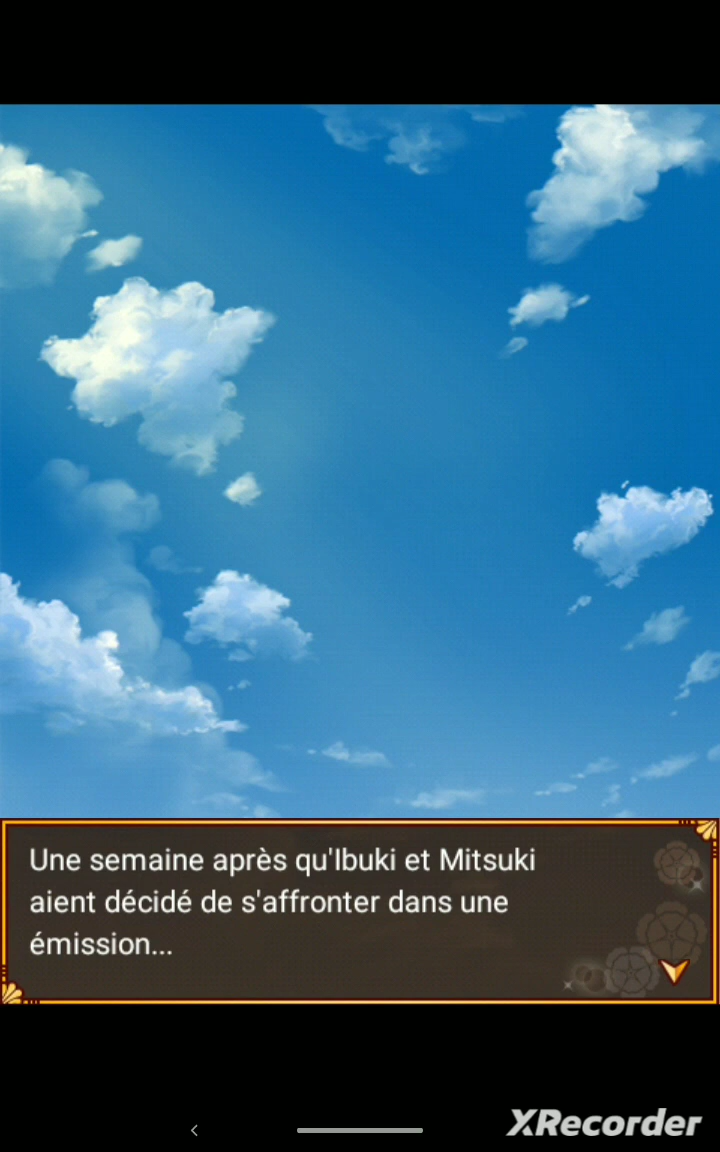 Une semaine après qu'Ibuki et Mitsuki
aient décidé de s'affronter dans une
émission...
XRecorder